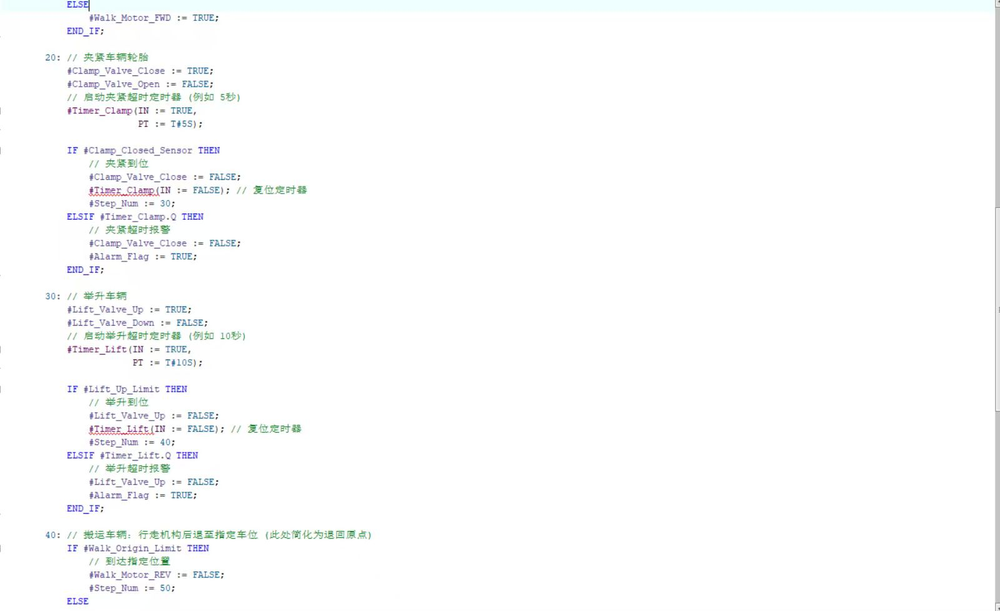 ELSE
#Walk_Motor_FWD := TRUE;
END_IF;
20: // 夹紧车辆轮胎
#Clamp_Valve_Close := TRUE;
#Clamp_Valve_Open := FALSE;
// 启动夹紧超时定时器 (例如 5秒)
#Timer_Clamp(IN := TRUE,
PT := T#5S);
IF #Clamp_Closed_Sensor THEN
// 夹紧到位
#Clamp_Valve_Close := FALSE;
#Timer_Clamp(IN := FALSE); // 复位定时器
#Step_Num := 30;
ELSIF #Timer_Clamp.Q THEN
// 夹紧超时报警
#Clamp_Valve_Close := FALSE;
#Alarm_Flag := TRUE;
END_IF;
30: // 举升车辆
#Lift_Valve_Up := TRUE;
#Lift_Valve_Down := FALSE;
// 启动举升超时定时器 (例如 10秒)
#Timer_Lift(IN := TRUE,
PT := T#10S);
IF #Lift_Up_Limit THEN
// 举升到位
#Lift_Valve_Up := FALSE;
#Timer_Lift(IN := FALSE); // 复位定时器
#Step_Num := 40;
ELSIF #Timer_Lift.Q THEN
// 举升超时报警
#Lift_Valve_Up := FALSE;
#Alarm_Flag := TRUE;
END_IF;
40: // 搬运车辆：行走机构后退至指定车位 (此处简化为退回原点)
IF #Walk_Origin_Limit THEN
// 到达指定位置
#Walk_Motor_REV := FALSE;
#Step_Num := 50;
ELSE